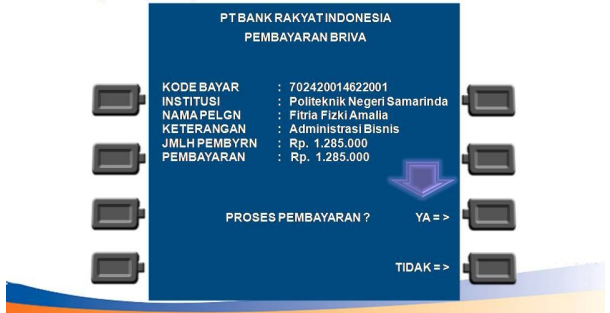 PT BANK RAKYAT INDONESIA
PEMBAYARAN BRIVA
KODE BAYAR : 702420014622001
INSTITUSI : Politeknik Negeri Samarinda
NAMA PELGN : Fitria Fizki Amalia
KETERANGAN : Administrasi Bisnis
JMLH PEMBYRN : Rp. 1.285.000
PEMBAYARAN : Rp. 1.285.000
PROSES PEMBAYARAN ? YA = >
TIDAK = >